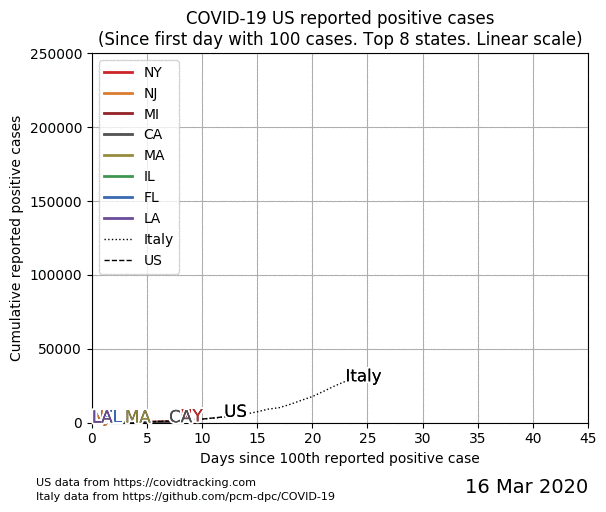 COVID-19 US reported positive cases
(Since first day with 100 cases. Top 8 states. Linear scale)
250000
200000
150000
100000
50000
0
Cumulative reported positive cases
NY
NJ
MI
CA
MA
IL
FL
LA
Italy
US
Italy
US
LA
MA
CA
0 5 10 15 20 25 30 35 40 45
Days since 100th reported positive case
US data from https://covidtracking.com
Italy data from https://github.com/pcm-dpc/COVID-19
16 Mar 2020